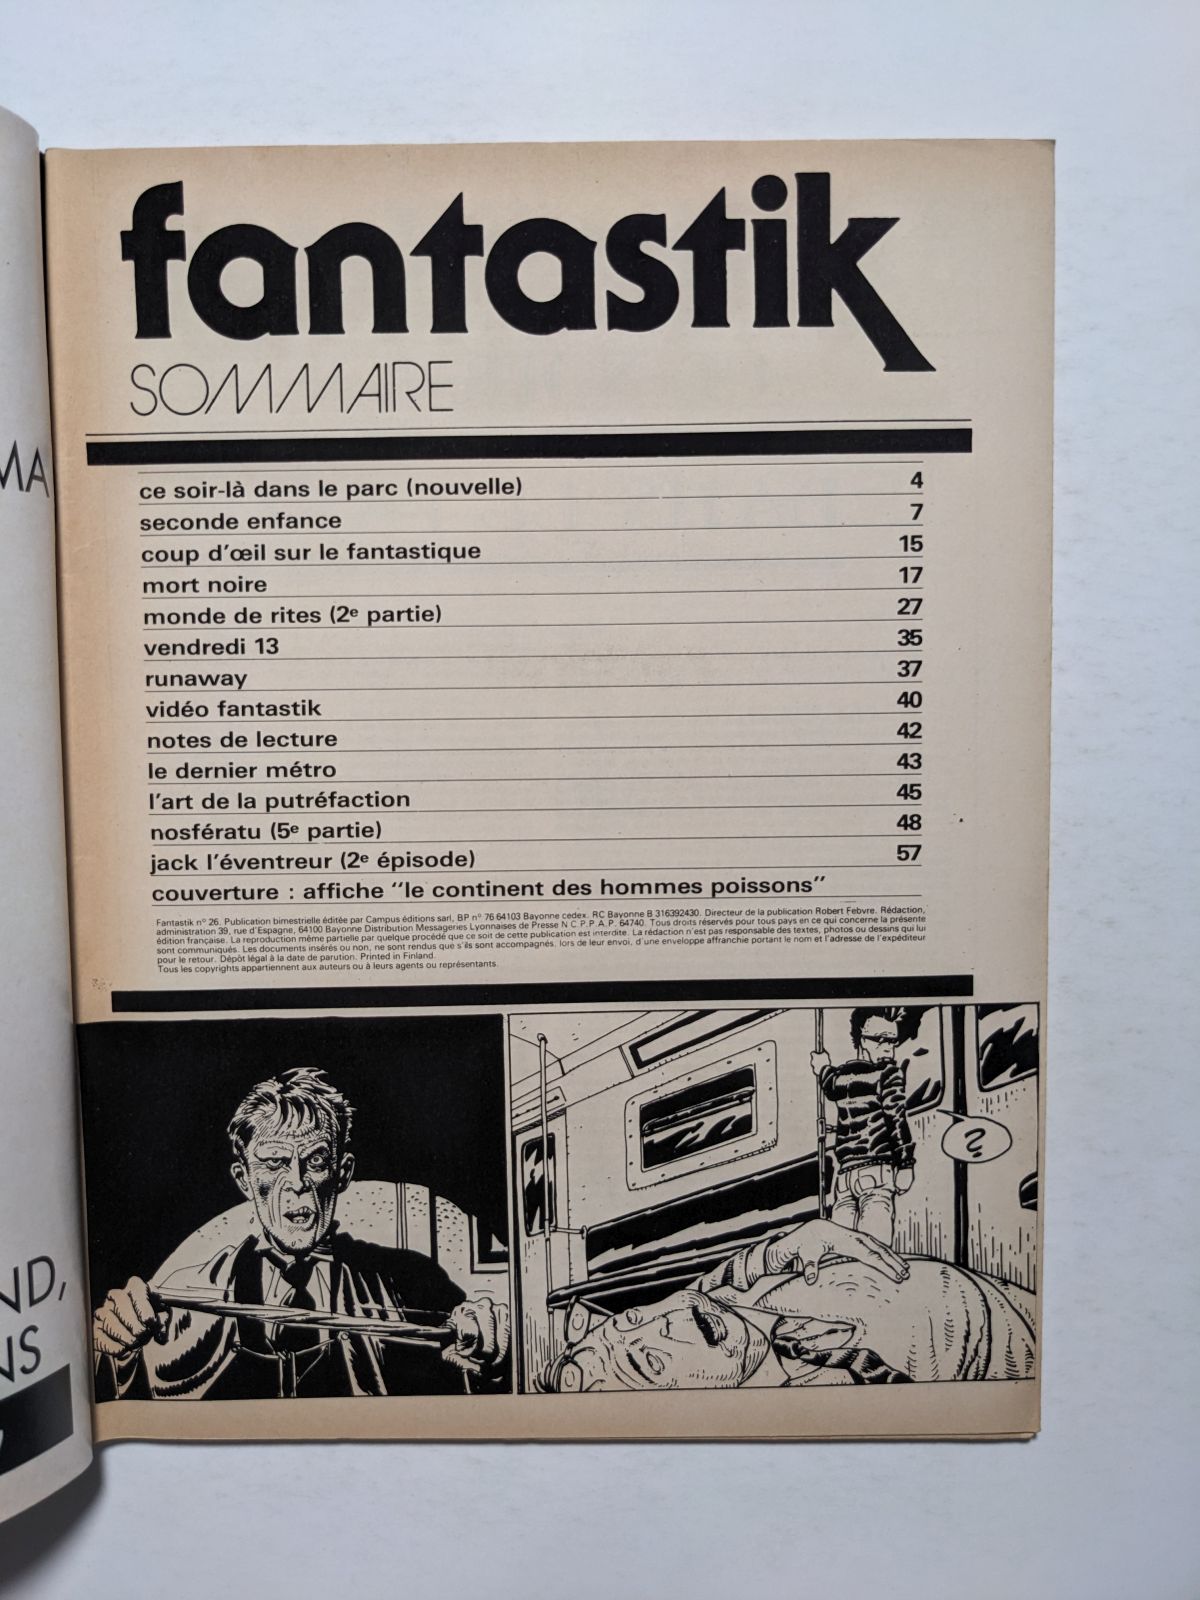 fantastik
SOMMAIRE
ce soir-là dans le parc (nouvelle) 4
seconde enfance 7
coup d'œil sur le fantastique 15
mort noire 17
monde de rites (2e partie) 27
vendredi 13 35
runaway 37
vidéo fantastik 40
notes de lecture 42
le dernier métro 43
l'art de la putréfaction 45
nosfératu (5e partie) 48
jack l'éventreur (2e épisode) 57
couverture : affiche "le continent des hommes poissons"
Fantastik n° 26. Publication bimestrielle éditée par Campus éditions sarl, BP n° 76 64103 Bayonne cedex. RC Bayonne B 316392430. Directeur de la publication Robert Febvre. Rédaction,
administration 39, rue d'Espagne, 64100 Bayonne Distribution Messageries Lyonnaises de Presse N C.P.P.A.P. 64740. Tous droits réservés pour tous pays en ce qui concerne la présente
édition française. La reproduction même partielle par quelque procédé que ce soit de cette publication est interdite. La rédaction n'est pas responsable des textes, photos ou dessins qui lui
sont communiqués. Les documents insérés ou non, ne sont rendus que s'ils sont accompagnés, lors de leur envoi, d'une enveloppe affranchie portant le nom et l'adresse de l'expéditeur
pour le retour. Dépôt légal à la date de parution. Printed in Finland.
Tous les copyrights appartiennent aux auteurs ou à leurs agents ou représentants.
?
MA
ND,
NS